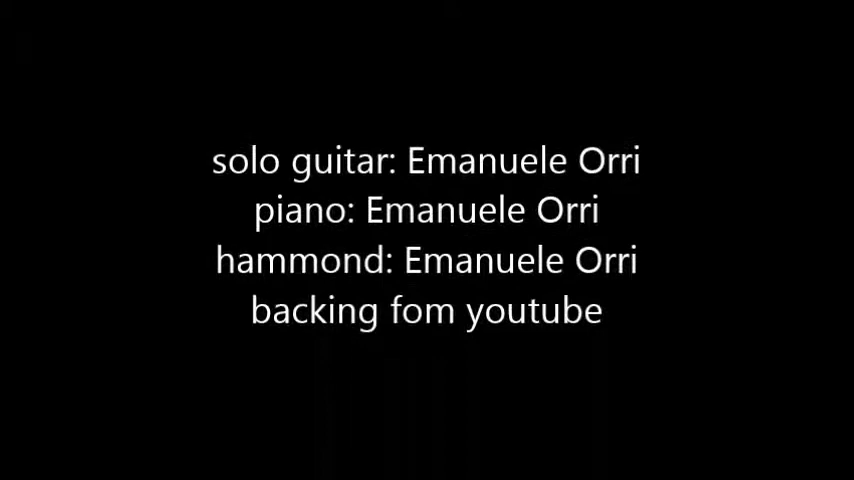 solo guitar: Emanuele Orri
piano: Emanuele Orri
hammond: Emanuele Orri
backing fom youtube